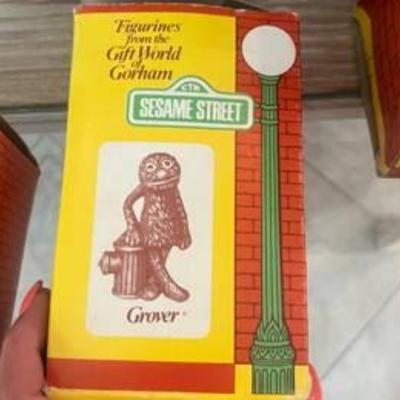 Figurines
from the
Gift World
of
Gorham
CTW
SESAME STREET
Grover